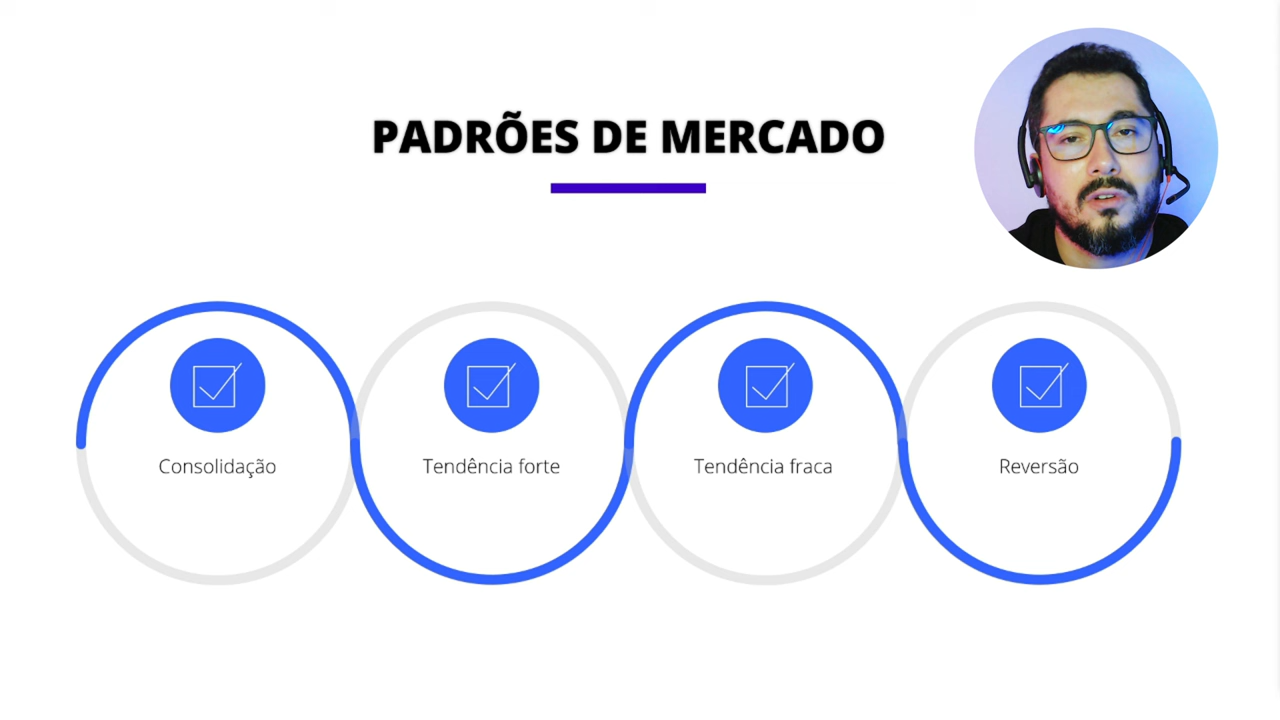 PADRÕES DE MERCADO
Consolidação
Tendência forte
Tendência fraca
Reversão